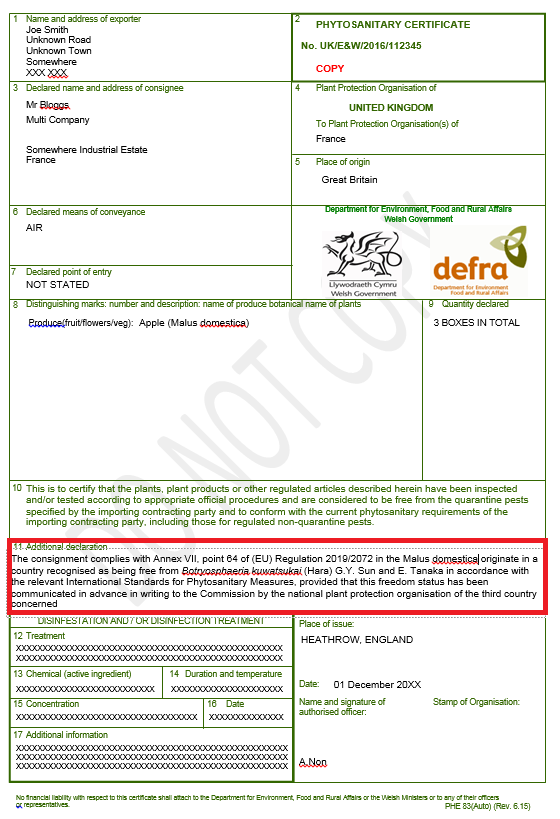 1 Name and address of exporter
Joe Smith
Unknown Road
Unknown Town
Somewhere
XXX XXX
2 PHYTOSANITARY CERTIFICATE
No. UK/E&W/2016/112345
COPY
3 Declared name and address of consignee
Mr Bloggs
Multi Company
Somewhere Industrial Estate
France
4 Plant Protection Organisation of
UNITED KINGDOM
To Plant Protection Organisation(s) of
France
5 Place of origin
Great Britain
6 Declared means of conveyance
AIR
7 Declared point of entry
NOT STATED
Department for Environment, Food and Rural Affairs
Welsh Government
Llywodraeth Cymru
Welsh Government
defra
Department for Environment
Food and Rural Affairs
8 Distinguishing marks: number and description: name of produce botanical name of plants
Produce(fruit/flowers/veg): Apple (Malus domestica)
9 Quantity declared
3 BOXES IN TOTAL
DO NOT COPY
10 This is to certify that the plants, plant products or other regulated articles described herein have been inspected
and/or tested according to appropriate official procedures and are considered to be free from the quarantine pests
specified by the importing contracting party and to conform with the current phytosanitary requirements of the
importing contracting party, including those for regulated non-quarantine pests.
11 Additional declaration
The consignment complies with Annex VII, point 64 of (EU) Regulation 2019/2072 in the Malus domestica originate in a
country recognised as being free from Botryosphaeria kuwatsukai (Hara) G.Y. Sun and E. Tanaka in accordance with
the relevant International Standards for Phytosanitary Measures, provided that this freedom status has been
communicated in advance in writing to the Commission by the national plant protection organisation of the third country
concerned
DISINFESTATION AND / OR DISINFECTION TREATMENT
12 Treatment
XXXXXXXXXXXXXXXXXXXXXXXXXXXXXXXXXXXXXXXX
XXXXXXXXXXXXXXXXXXXXXXXXXXXXXXXXXXXXXXXX
13 Chemical (active ingredient)
XXXXXXXXXXXXXXXXXXXXX
14 Duration and temperature
XXXXXXXXXXXXXXXXX
15 Concentration
XXXXXXXXXXXXXXXXXXXXXXXXXXX
16 Date
XXXXXXXXXXX
17 Additional information
XXXXXXXXXXXXXXXXXXXXXXXXXXXXXXXXXXXXXXXX
XXXXXXXXXXXXXXXXXXXXXXXXXXXXXXXXXXXXXXXX
XXXXXXXXXXXXXXXXXXXXXXXXXXXXXXXXXXXXXXXX
Place of issue:
HEATHROW, ENGLAND
Date: 01 December 20XX
Name and signature of
authorised officer:
Stamp of Organisation:
A.Non
No financial liability with respect to this certificate shall attach to the Department for Environment, Food and Rural Affairs or the Welsh Ministers or to any of their officers
or representatives.
PHE 83(Auto) (Rev. 6.15)